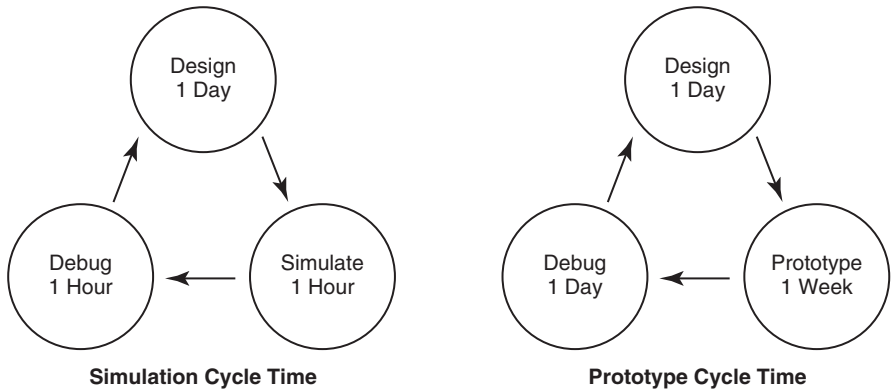 Design
1 Day
Debug
1 Hour
Simulate
1 Hour
Simulation Cycle Time
Design
1 Day
Debug
1 Day
Prototype
1 Week
Prototype Cycle Time